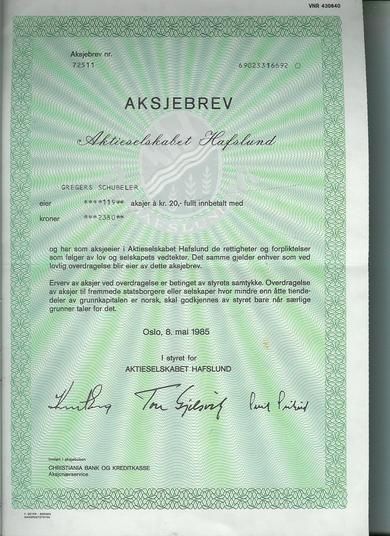 VNR 430840
Aksjebrev nr.
72511 69023316692
AKSJEBREV
Aktieselskabet Hafslund
HAFSLUND
GREGERS SCHUBELER
eier ****119** aksjer à kr. 20,- fullt innbetalt med
kroner ***2380**
og har som aksjeeier i Aktieselskabet Hafslund de rettigheter og forpliktelser
som følger av lov og selskapets vedtekter. Det samme gjelder enhver som ved
lovlig overdragelse blir eier av dette aksjebrev.
Erverv av aksjer ved overdragelse er betinget av styrets samtykke. Overdragelse
av aksjer til fremmede statsborgere eller selskaper hvor mindre enn åtte tiende-
deler av grunnkapitalen er norsk, skal godkjennes av styret bare når særlige
grunner taler for det.
Oslo, 8. mai 1985
I styret for
AKTIESELSKABET HAFSLUND
Innført i aksjeboken
CHRISTIANIA BANK OG KREDITKASSE
Aksjonærservice